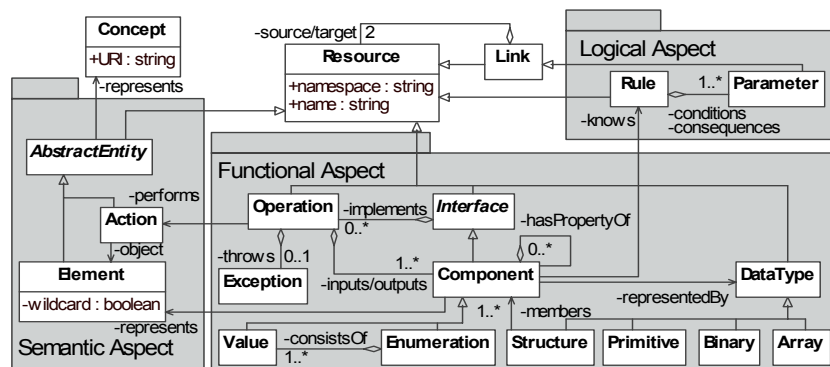 Concept
+URI : string
-represents
-source/target 2
Resource
+namespace : string
+name : string
Link
Logical Aspect
Rule
1..*
Parameter
-knows
-conditions
-consequences
AbstractEntity
-performs
Action
-object
Element
-wildcard : boolean
-represents
Semantic Aspect
Functional Aspect
Operation
-implements
0..*
Interface
-hasPropertyOf
0..*
-throws
0..1
Exception
1..*
-inputs/outputs
Component
DataType
-representedBy
1..*
-members
Value
-consistsOf
1..*
Enumeration
Structure
Primitive
Binary
Array